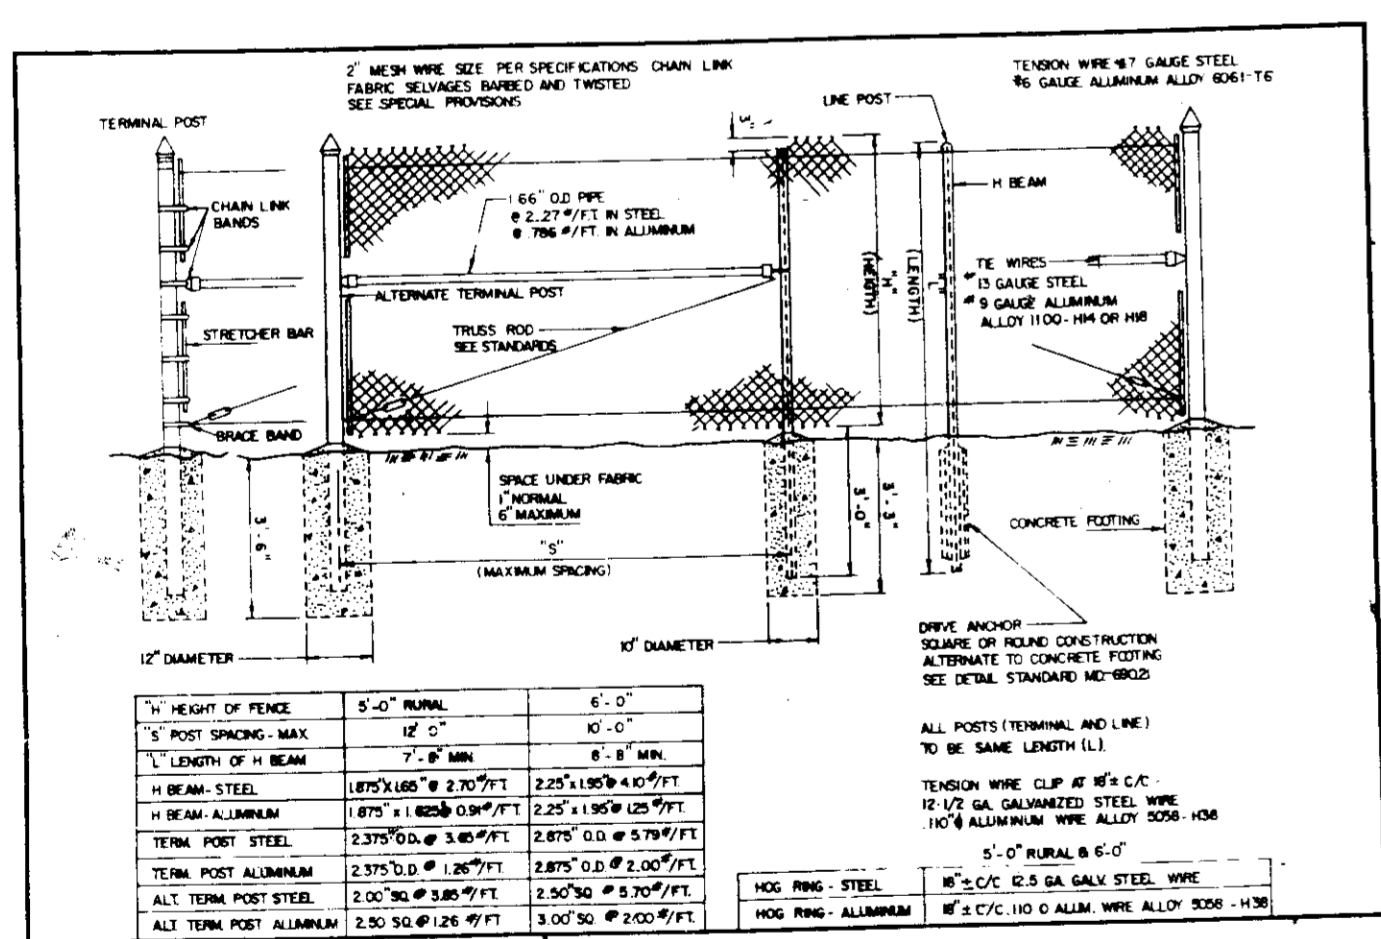 2" MESH WIRE SIZE PER SPECIFICATIONS CHAIN LINK
FABRIC SELVAGES BARBED AND TWISTED
SEE SPECIAL PROVISIONS
TENSION WIRE #7 GAUGE STEEL
#6 GAUGE ALUMINUM ALLOY 6061-T6
TERMINAL POST
LINE POST
3"
CHAIN LINK
BANDS
1.66" O.D. PIPE
@ 2.27 #/FT. IN STEEL
@ .786 #/FT. IN ALUMINUM
H BEAM
"H"
(HEIGHT)
"L"
(LENGTH)
TIE WIRES
13 GAUGE STEEL
9 GAUGE ALUMINUM
ALLOY 1100-H14 OR H18
ALTERNATE TERMINAL POST
STRETCHER BAR
TRUSS ROD
SEE STANDARDS
BRACE BAND
SPACE UNDER FABRIC
1" NORMAL
6" MAXIMUM
3'-6"
3'-0"
3'-3"
CONCRETE FOOTING
"S"
(MAXIMUM SPACING)
12" DIAMETER
10" DIAMETER
DRIVE ANCHOR
SQUARE OR ROUND CONSTRUCTION
ALTERNATE TO CONCRETE FOOTING
SEE DETAIL STANDARD MD-690.21
ALL POSTS (TERMINAL AND LINE)
TO BE SAME LENGTH (L).
TENSION WIRE CLIP AT 18"± C/C -
12-1/2 GA. GALVANIZED STEEL WIRE
.110"ϕ ALUMINUM WIRE ALLOY 5056-H38
"H" HEIGHT OF FENCE 5'-0" RURAL 6'-0"
"S" POST SPACING - MAX. 12'-0" 10'-0"
"L" LENGTH OF H BEAM 7'-8" MIN. 8'-8" MIN.
H BEAM-STEEL 1.875"X1.65" @ 2.70#/FT. 2.25"x1.95"@ 4.10#/FT.
H BEAM-ALUMINUM 1.875" x 1.625@ 0.91#/FT. 2.25"x1.95"@ 1.25#/FT.
TERM. POST STEEL 2.375"O.D. @ 3.65#/FT. 2.875" O.D. @ 5.79#/FT.
TERM. POST ALUMINUM 2.375"O.D. @ 1.26#/FT. 2.875" O.D. @ 2.00#/FT.
ALT. TERM. POST STEEL 2.00"SQ. @ 3.85#/FT. 2.50"SQ. @ 5.70#/FT.
ALT. TERM. POST ALUMINUM 2.50 SQ. @ 1.26 #/FT. 3.00"SQ. @ 2.00#/FT.
5'-0" RURAL & 6'-0"
HOG RING - STEEL 18"± C/C 12.5 GA. GALV. STEEL WIRE
HOG RING - ALUMINUM 18"± C/C .110 O ALUM. WIRE ALLOY 5056-H38